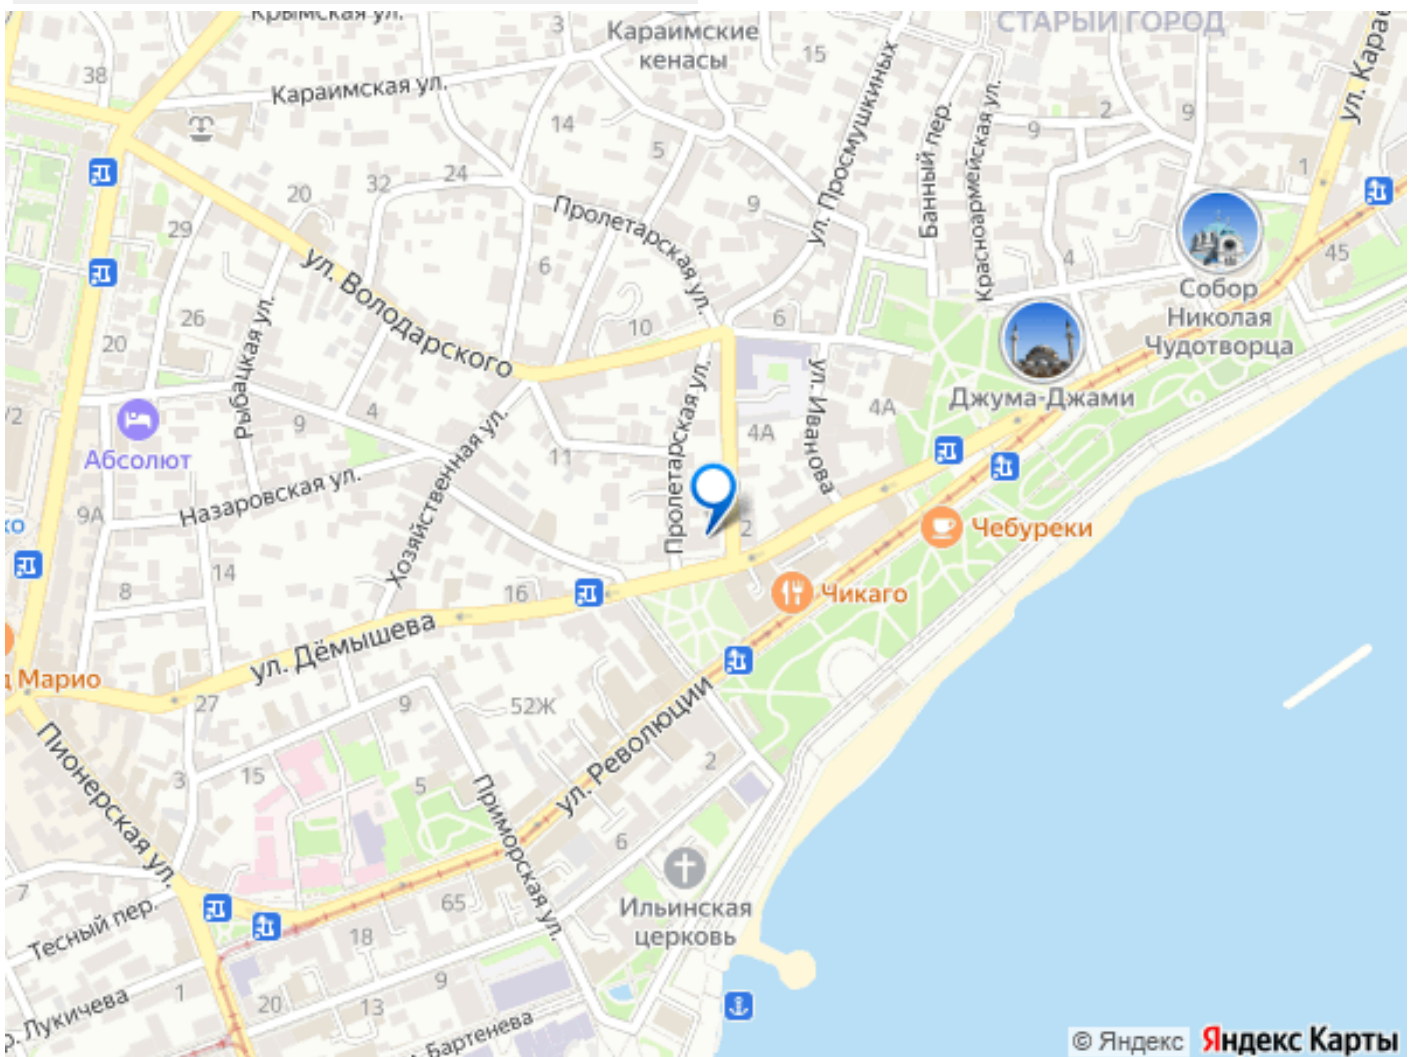 Крымская ул.
СТАРЫЙ ГОРОД
3
Караимские
кенасы
15
38
Караимская ул.
ул. Просмушкиных
Банный пер.
Красноармейская ул.
2
9
9
14
5
1
24
32
20
9
29
Пролетарская ул.
45
4
6
ул. Володарского
Собор
Николая
Чудотворца
26
Рыбацкая ул.
10
6
20
ул. Иванова
Джума-Джами
4А
4
9
4А
Абсолют
Хозяйственная ул.
11
Пролетарская ул.
Назаровская ул.
9А
2
Чебуреки
14
8
16
Чикаго
ул. Дёмышева
Марио
27
9
52Ж
ул. Революции
Пионерская ул.
3
15
5
2
Приморская ул.
6
7
Тесный пер.
65
Ильинская
церковь
18
9
1
20
13
Лукичева
Бартенева
© Яндекс Яндекс Карты